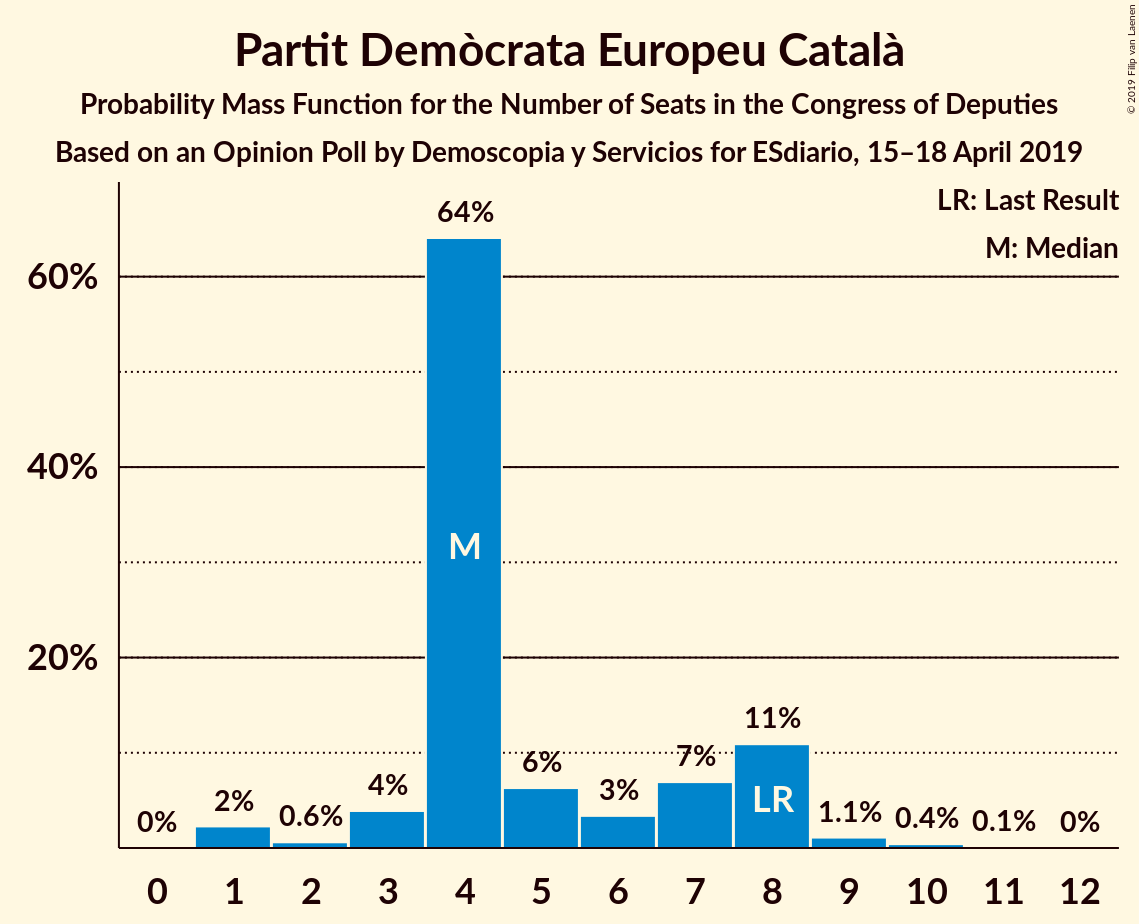 Partit Demòcrata Europeu Català
Probability Mass Function for the Number of Seats in the Congress of Deputies
Based on an Opinion Poll by Demoscopia y Servicios for ESdiario, 15–18 April 2019
© 2019 Filip van Laenen
LR: Last Result
M: Median
60%
40%
20%
0%
2%
0.6%
4%
64%
6%
3%
7%
11%
1.1%
0.4%
0.1%
0%
M
LR
0 1 2 3 4 5 6 7 8 9 10 11 12